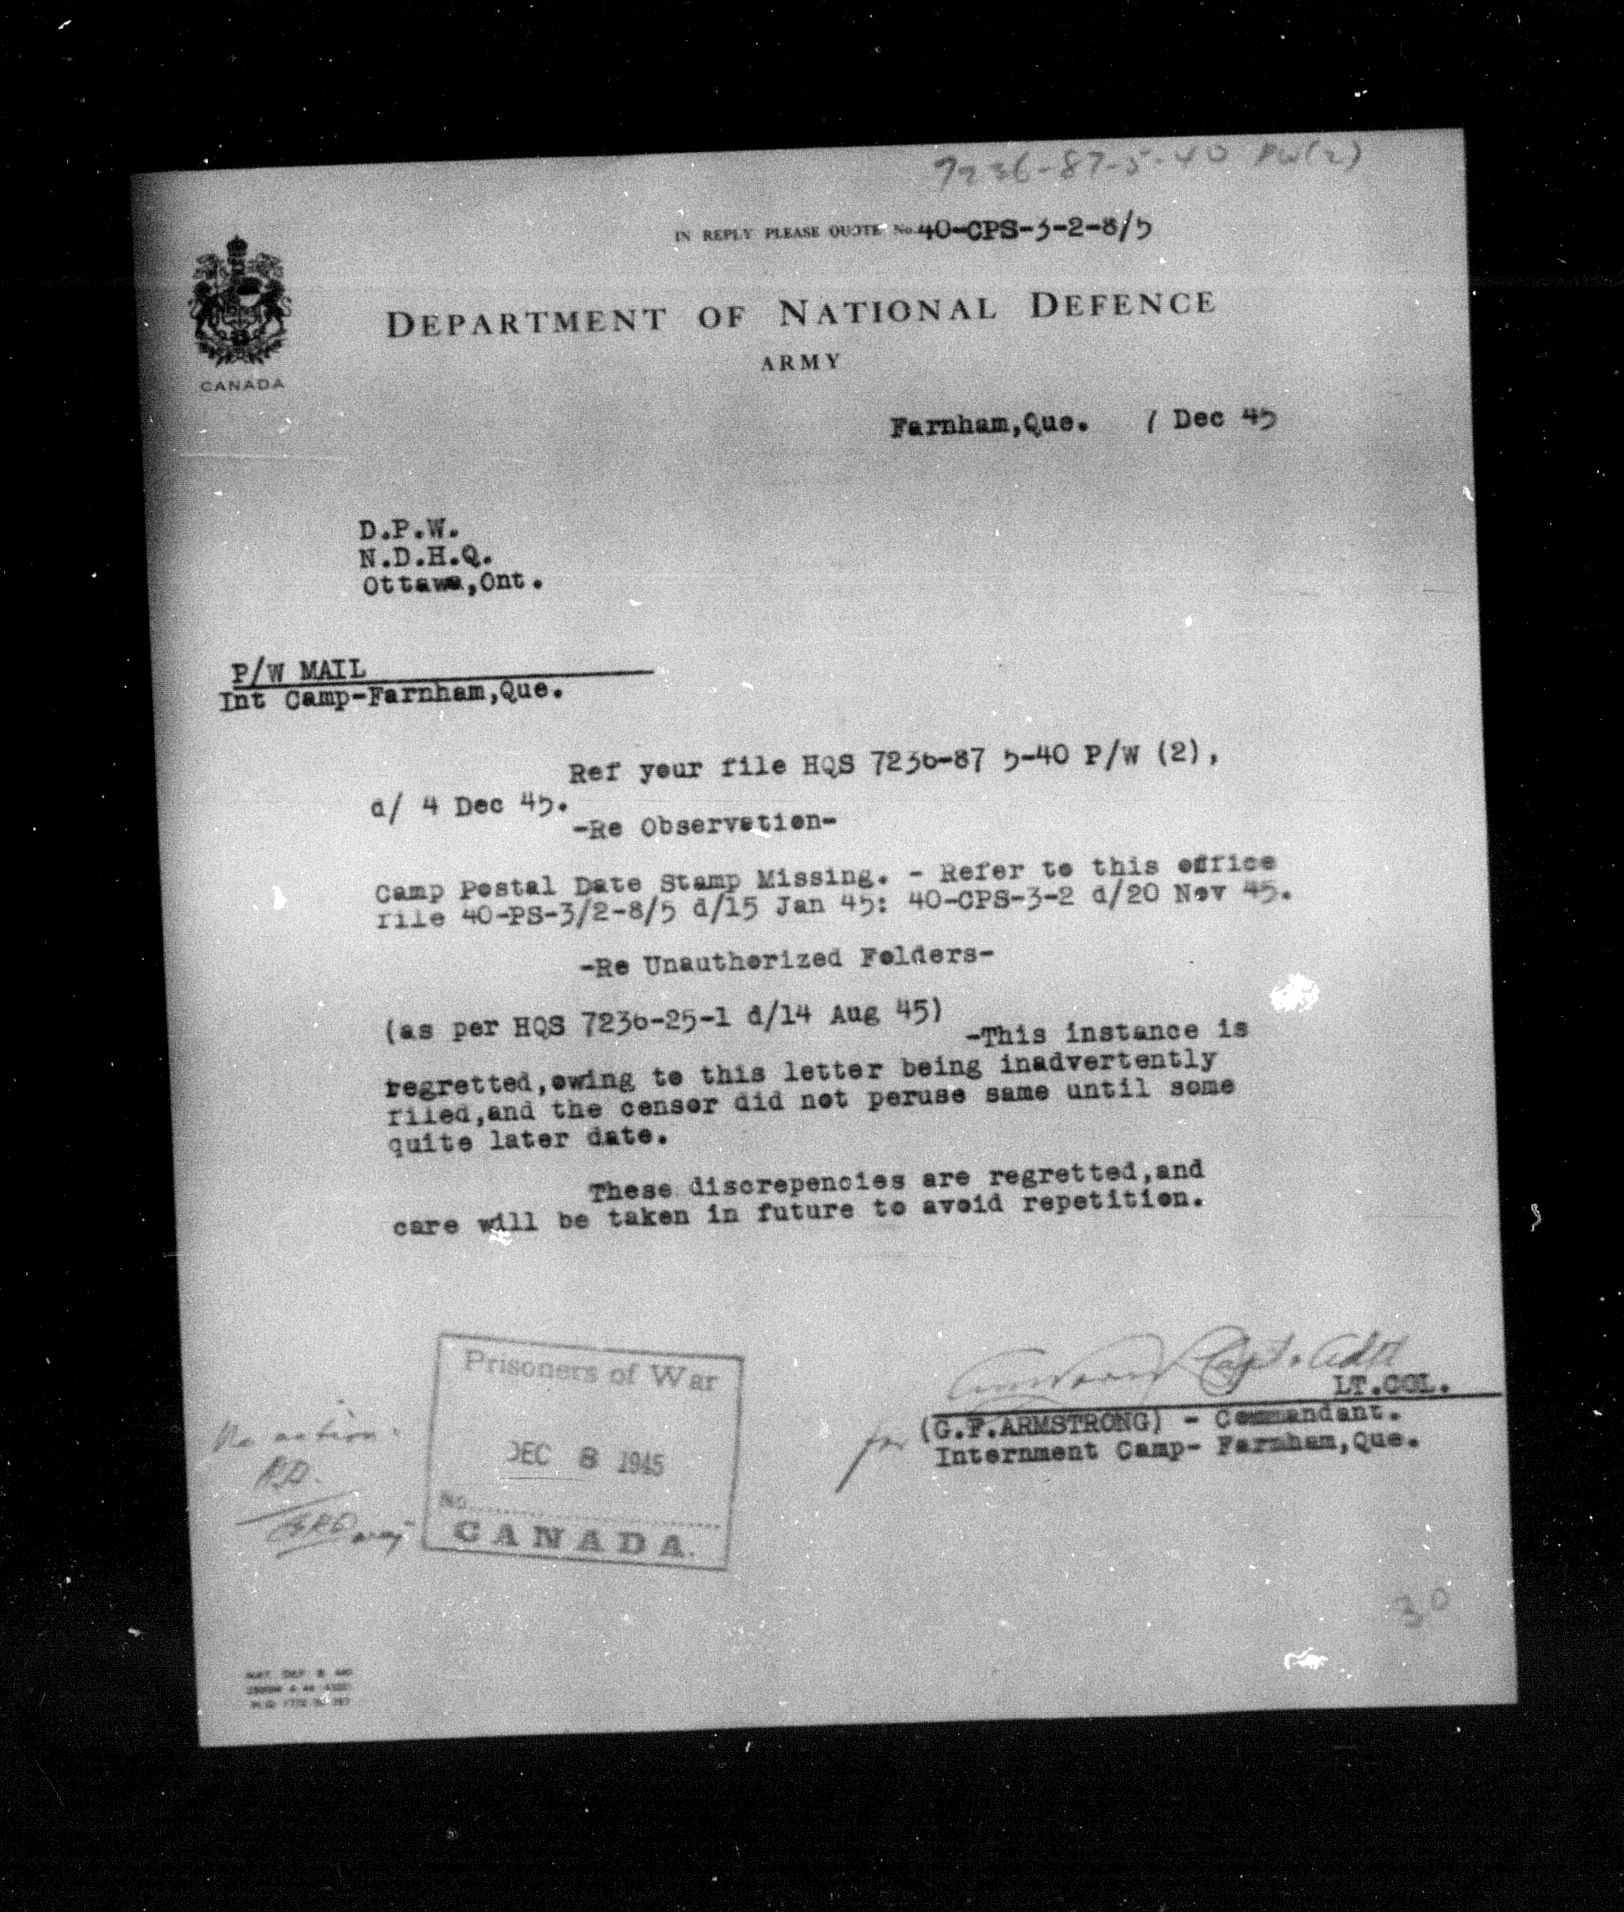 7236-87-5-40 PW(2)
IN REPLY PLEASE QUOTE No. 40-CPS-3-2-8/5
CANADA
DEPARTMENT OF NATIONAL DEFENCE
ARMY
Farnham,Que. 7 Dec 45
D.P.W.
N.D.H.Q.
Ottawa,Ont.
P/W MAIL
Int Camp-Farnham,Que.
Ref your file HQS 7236-87 5-40 P/W (2),
d/ 4 Dec 45.
-Re Observation-
Camp Postal Date Stamp Missing. - Refer to this office
file 40-PS-3/2-8/5 d/15 Jan 45: 40-CPS-3-2 d/20 Nov 45.
-Re Unauthorized Folders-
(as per HQS 7236-25-1 d/14 Aug 45)
-This instance is
regretted,owing to this letter being inadvertently
filed,and the censor did not peruse same until some
quite later date.
These discrepencies are regretted,and
care will be taken in future to avoid repetition.
Capt. Adjt
LT.COL.
for (G.F.ARMSTRONG) - Commandant.
Internment Camp- Farnham,Que.
Prisoners of War
DEC 8 1945
No.
CANADA.
No action.
30